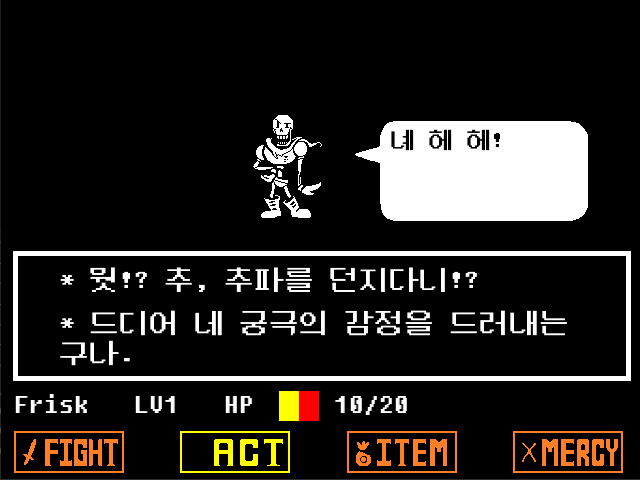 녜 헤 헤!
* 뭣!? 추, 추파를 던지다니!?
* 드디어 네 궁극의 감정을 드러내는
구나.
Frisk LV1 HP 10/20
FIGHT ACT ITEM MERCY